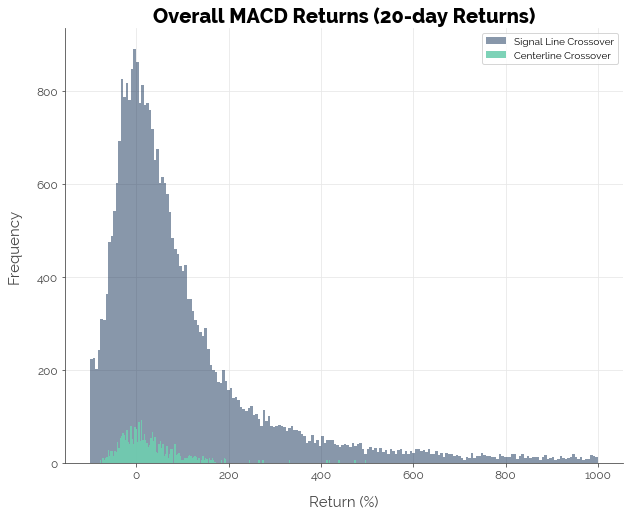 Overall MACD Returns (20-day Returns)
Signal Line Crossover
Centerline Crossover
Frequency
800
600
400
200
0
0 200 400 600 800 1000
Return (%)